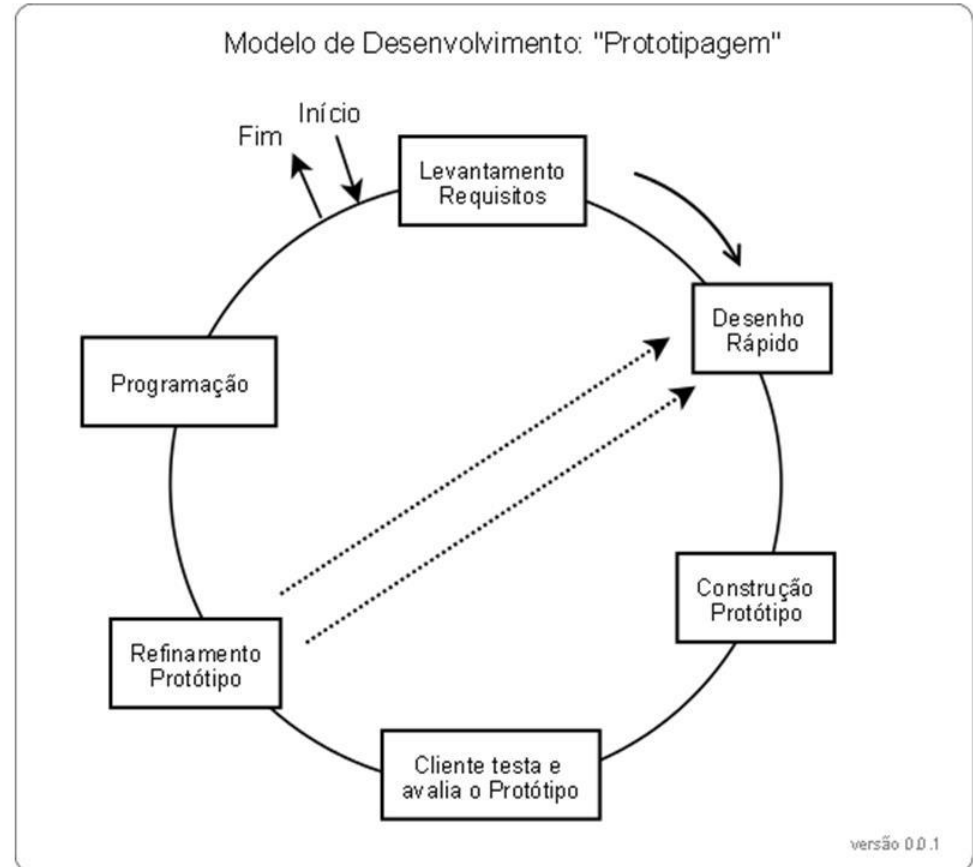 Modelo de Desenvolvimento: "Prototipagem"
Início
Fim
Levantamento
Requisitos
Desenho
Rápido
Programação
Construção
Protótipo
Refinamento
Protótipo
Cliente testa e
avalia o Protótipo
versão 0.0.1